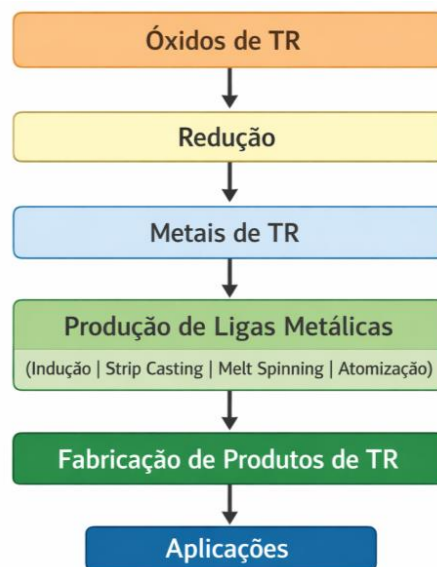 Óxidos de TR
Redução
Metais de TR
Produção de Ligas Metálicas
(Indução | Strip Casting | Melt Spinning | Atomização)
Fabricação de Produtos de TR
Aplicações